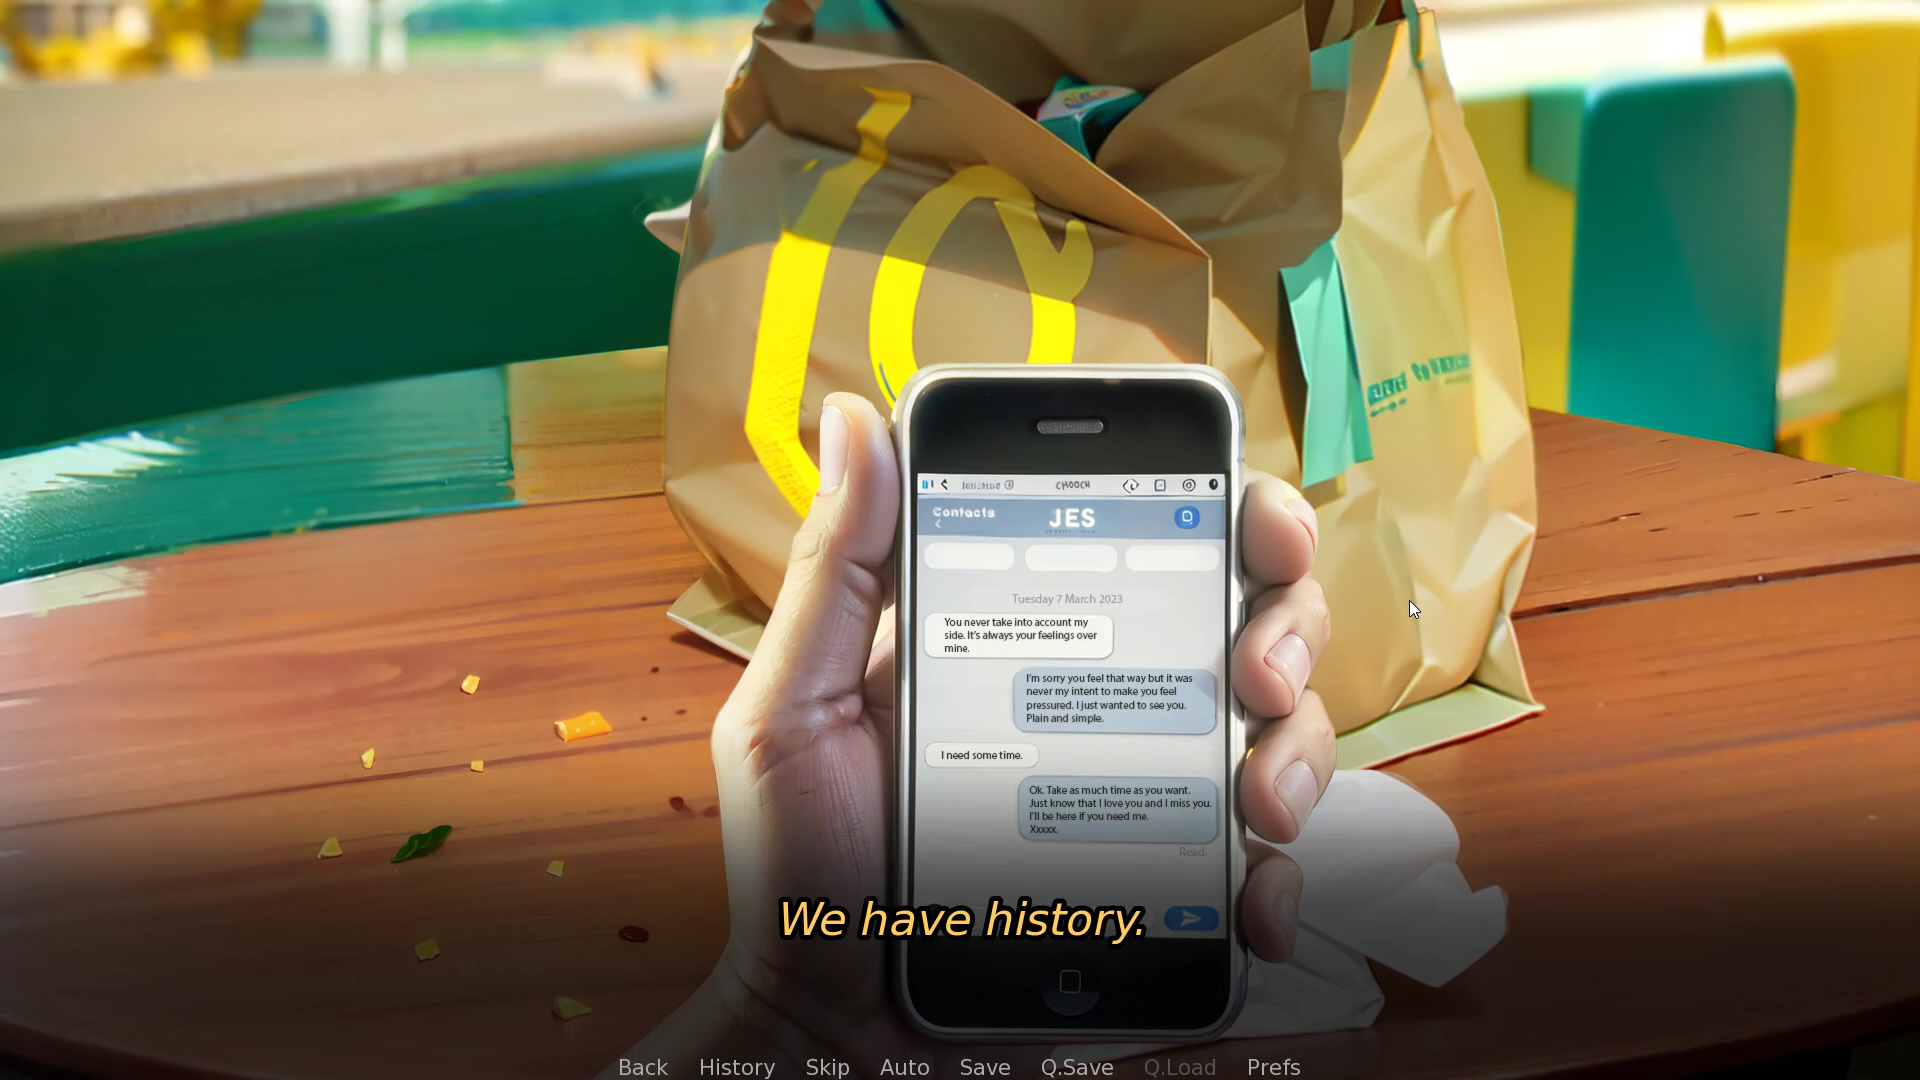 CHOOCH
Contacts
JES
Tuesday 7 March 2023
You never take into account my
side. It's always your feelings over
mine.
I'm sorry you feel that way but it was
never my intent to make you feel
pressured. I just wanted to see you.
Plain and simple.
I need some time.
Ok. Take as much time as you want.
Just know that I love you and I miss you.
I'll be here if you need me.
Xxxxx.
Read.
We have history.
Back History Skip Auto Save Q.Save Q.Load Prefs